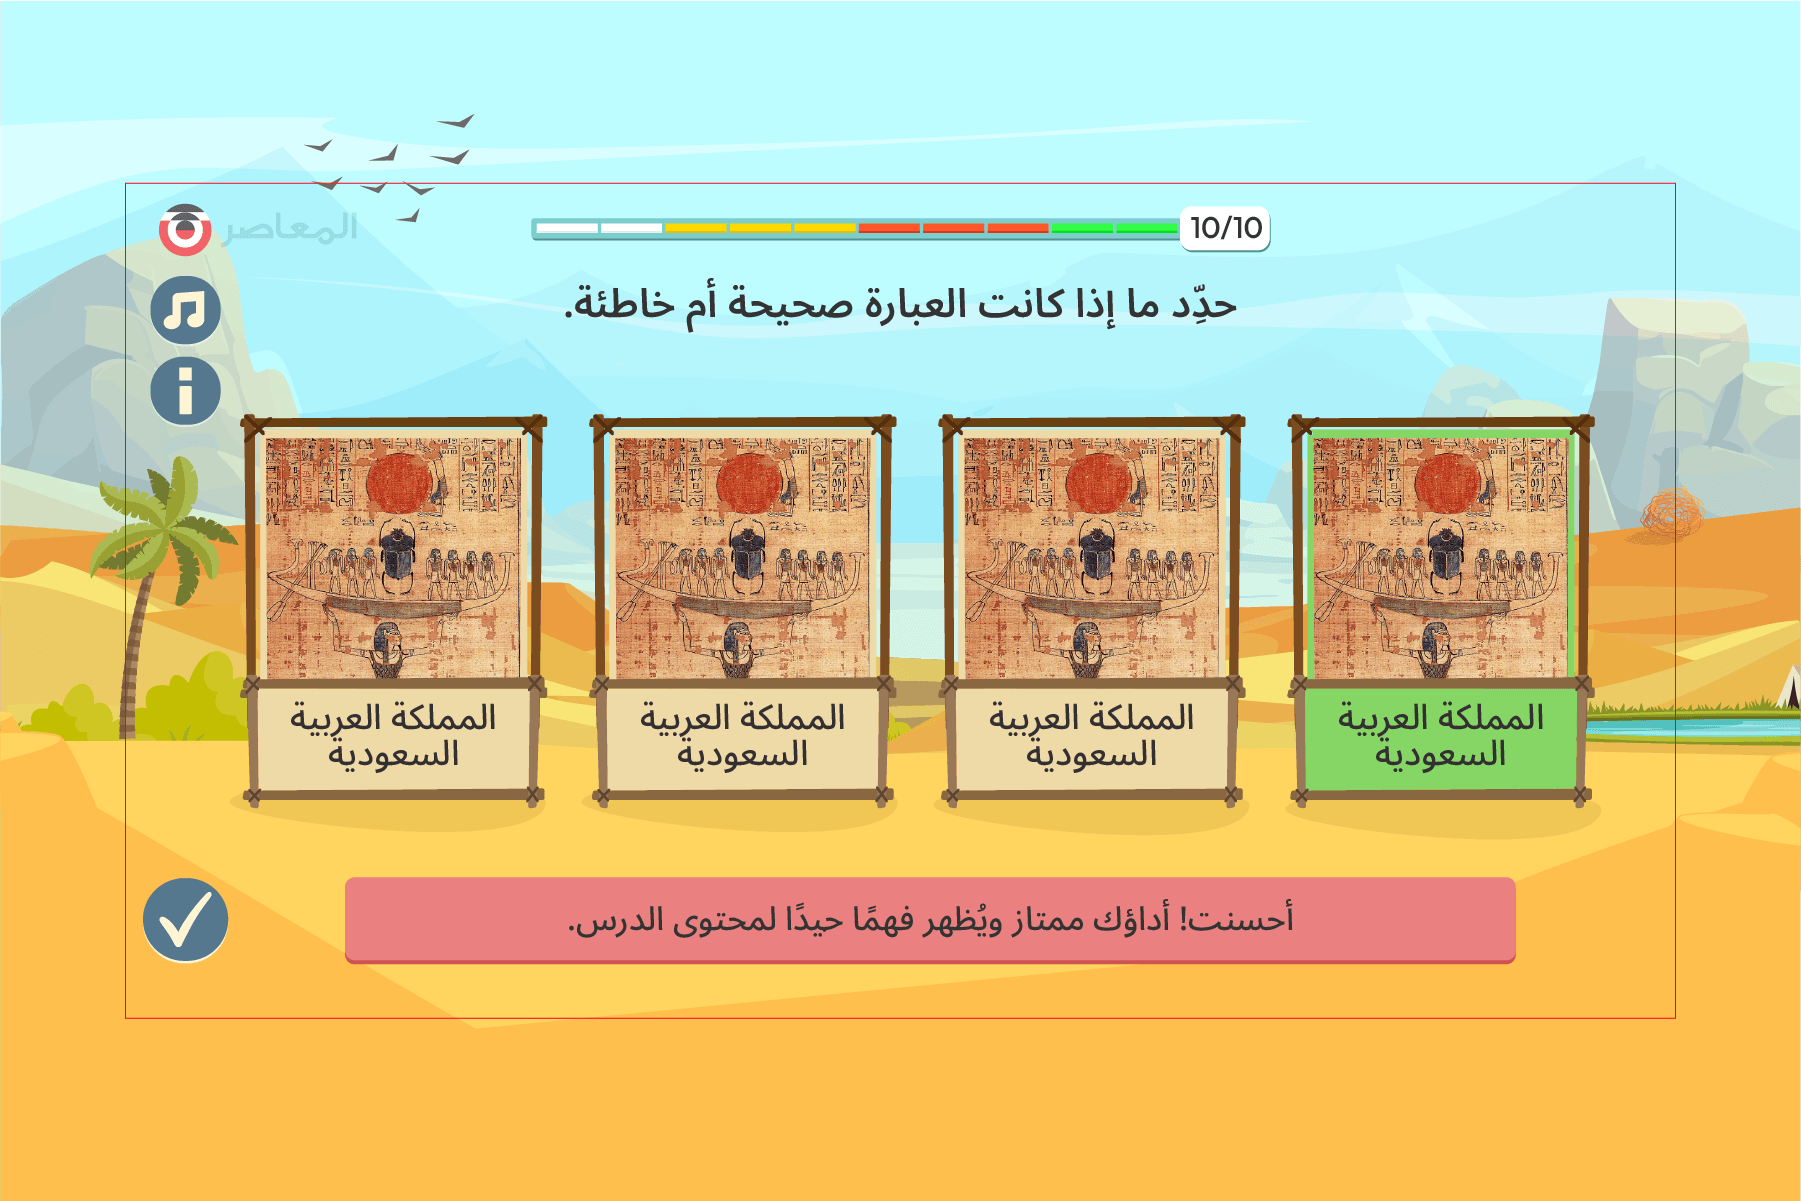 المعاصر
10/10
حدِّد ما إذا كانت العبارة صحيحة أم خاطئة.
المملكة العربية
السعودية
المملكة العربية
السعودية
المملكة العربية
السعودية
المملكة العربية
السعودية
أحسنت! أداؤك ممتاز ويُظهر فهمًا حيدًا لمحتوى الدرس.